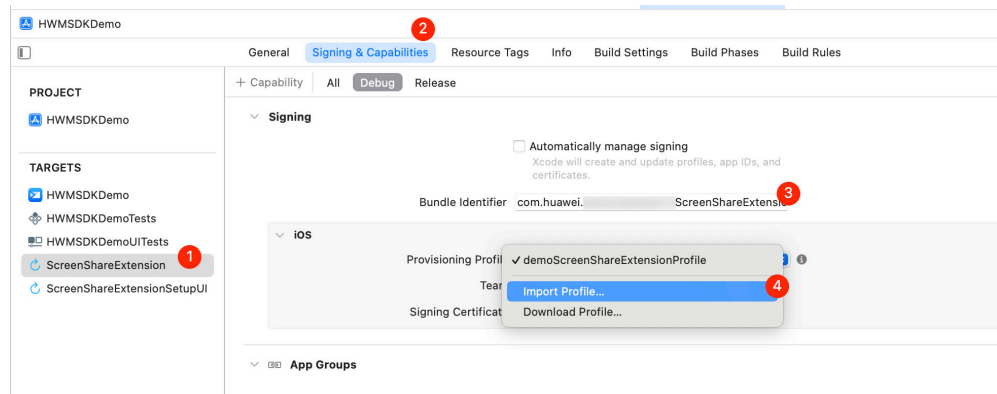 HWMSDKDemo
2
General Signing & Capabilities Resource Tags Info Build Settings Build Phases Build Rules
+ Capability All Debug Release
PROJECT
HWMSDKDemo
TARGETS
HWMSDKDemo
HWMSDKDemoTests
HWMSDKDemoUITests
1
ScreenShareExtension
ScreenShareExtensionSetupUI
Signing
Automatically manage signing
Xcode will create and update profiles, app IDs, and
certificates.
3
Bundle Identifier com.huawei. ScreenShareExtensio
iOS
Provisioning Profil ✓ demoScreenShareExtensionProfile
Tear Import Profile... 4
Signing Certificat Download Profile...
App Groups